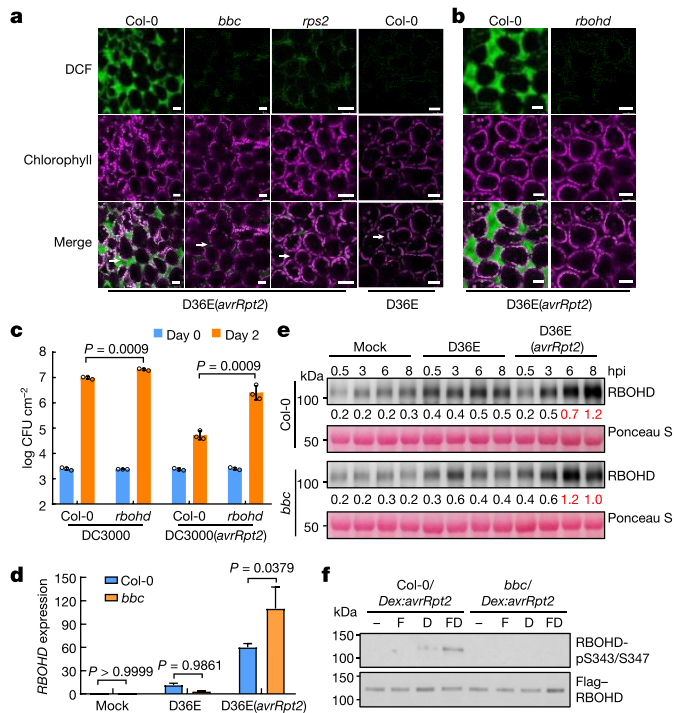 a
Col-0 bbc rps2 Col-0
DCF
Chlorophyll
Merge
D36E(avrRpt2) D36E
b
Col-0 rbohd
D36E(avrRpt2)
c
Day 0 Day 2
P = 0.0009
P = 0.0009
log CFU cm−2
8
7
6
5
4
3
2
Col-0 rbohd Col-0 rbohd
DC3000 DC3000(avrRpt2)
d
Col-0
bbc
P = 0.0379
P > 0.9999
P = 0.9861
RBOHD expression
150
120
90
60
30
0
Mock D36E D36E(avrRpt2)
e
Mock D36E D36E
(avrRpt2)
kDa 0.5 3 6 8 0.5 3 6 8 0.5 3 6 8 hpi
Col-0
100 RBOHD
0.2 0.2 0.2 0.3 0.4 0.4 0.5 0.5 0.2 0.5 0.7 1.2
50 Ponceau S
bbc
100 RBOHD
0.2 0.2 0.3 0.2 0.3 0.6 0.4 0.4 0.4 0.6 1.2 1.0
50 Ponceau S
f
Col-0/ bbc/
Dex:avrRpt2 Dex:avrRpt2
kDa – F D FD – F D FD
150
100
RBOHD-
pS343/S347
150
100
Flag–
RBOHD